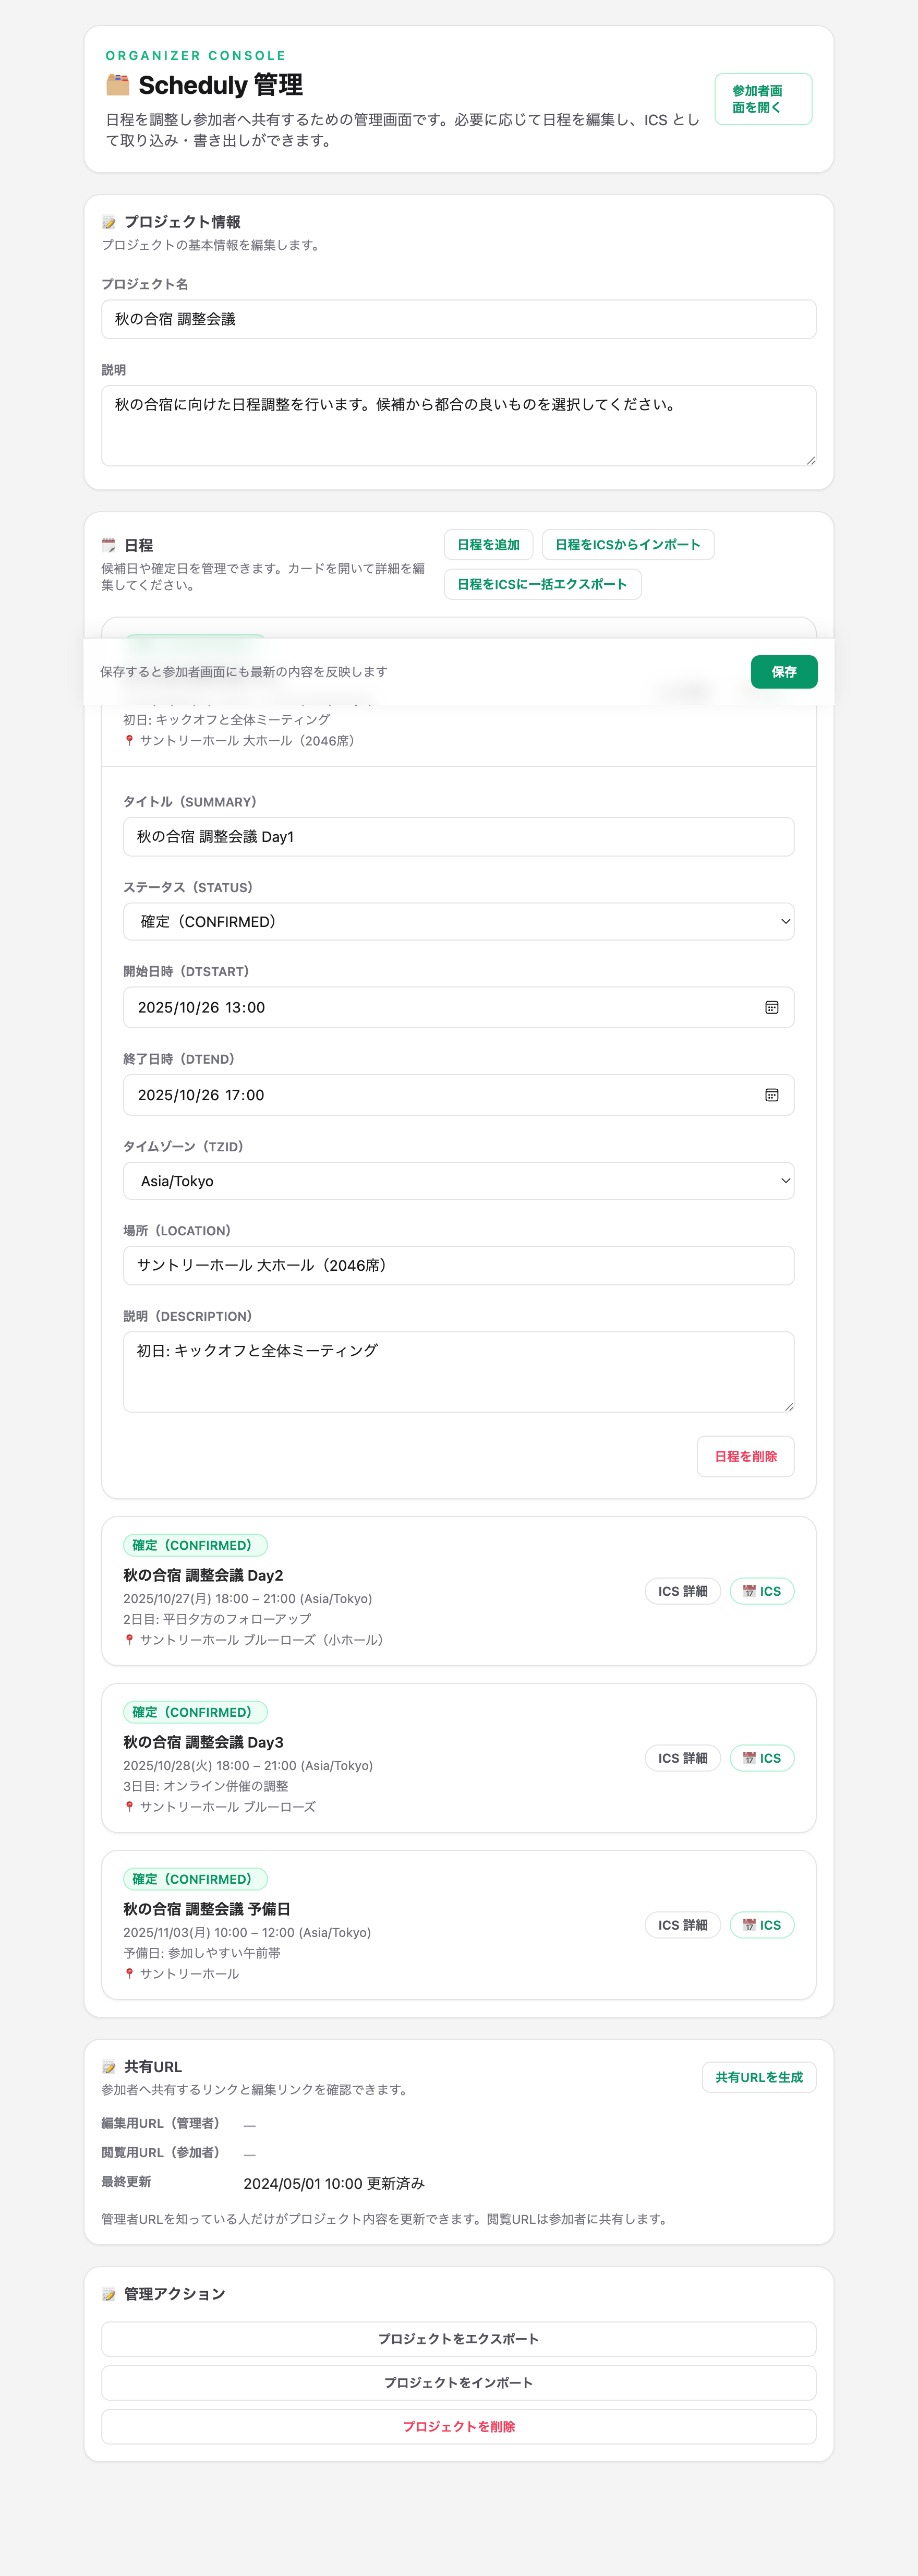 ORGANIZER CONSOLE
Scheduly 管理
日程を調整し参加者へ共有するための管理画面です。必要に応じて日程を編集し、ICS とし
て取り込み・書き出しができます。
参加者画
面を開く
プロジェクト情報
プロジェクトの基本情報を編集します。
プロジェクト名
秋の合宿 調整会議
説明
秋の合宿に向けた日程調整を行います。候補から都合の良いものを選択してください。
日程
候補日や確定日を管理できます。カードを開いて詳細を編
集してください。
日程を追加
日程をICSからインポート
日程をICSに一括エクスポート
保存すると参加者画面にも最新の内容を反映します
保存
初日: キックオフと全体ミーティング
サントリーホール 大ホール（2046席）
タイトル（SUMMARY）
秋の合宿 調整会議 Day1
ステータス（STATUS）
確定（CONFIRMED）
開始日時（DTSTART）
2025/10/26 13:00
終了日時（DTEND）
2025/10/26 17:00
タイムゾーン（TZID）
Asia/Tokyo
場所（LOCATION）
サントリーホール 大ホール（2046席）
説明（DESCRIPTION）
初日: キックオフと全体ミーティング
日程を削除
確定（CONFIRMED）
秋の合宿 調整会議 Day2
2025/10/27(月) 18:00 – 21:00 (Asia/Tokyo)
2日目: 平日夕方のフォローアップ
サントリーホール ブルーローズ（小ホール）
ICS 詳細
ICS
確定（CONFIRMED）
秋の合宿 調整会議 Day3
2025/10/28(火) 18:00 – 21:00 (Asia/Tokyo)
3日目: オンライン併催の調整
サントリーホール ブルーローズ
ICS 詳細
ICS
確定（CONFIRMED）
秋の合宿 調整会議 予備日
2025/11/03(月) 10:00 – 12:00 (Asia/Tokyo)
予備日: 参加しやすい午前帯
サントリーホール
ICS 詳細
ICS
共有URL
参加者へ共有するリンクと編集リンクを確認できます。
共有URLを生成
編集用URL（管理者） —
閲覧用URL（参加者） —
最終更新 2024/05/01 10:00 更新済み
管理者URLを知っている人だけがプロジェクト内容を更新できます。閲覧URLは参加者に共有します。
管理アクション
プロジェクトをエクスポート
プロジェクトをインポート
プロジェクトを削除